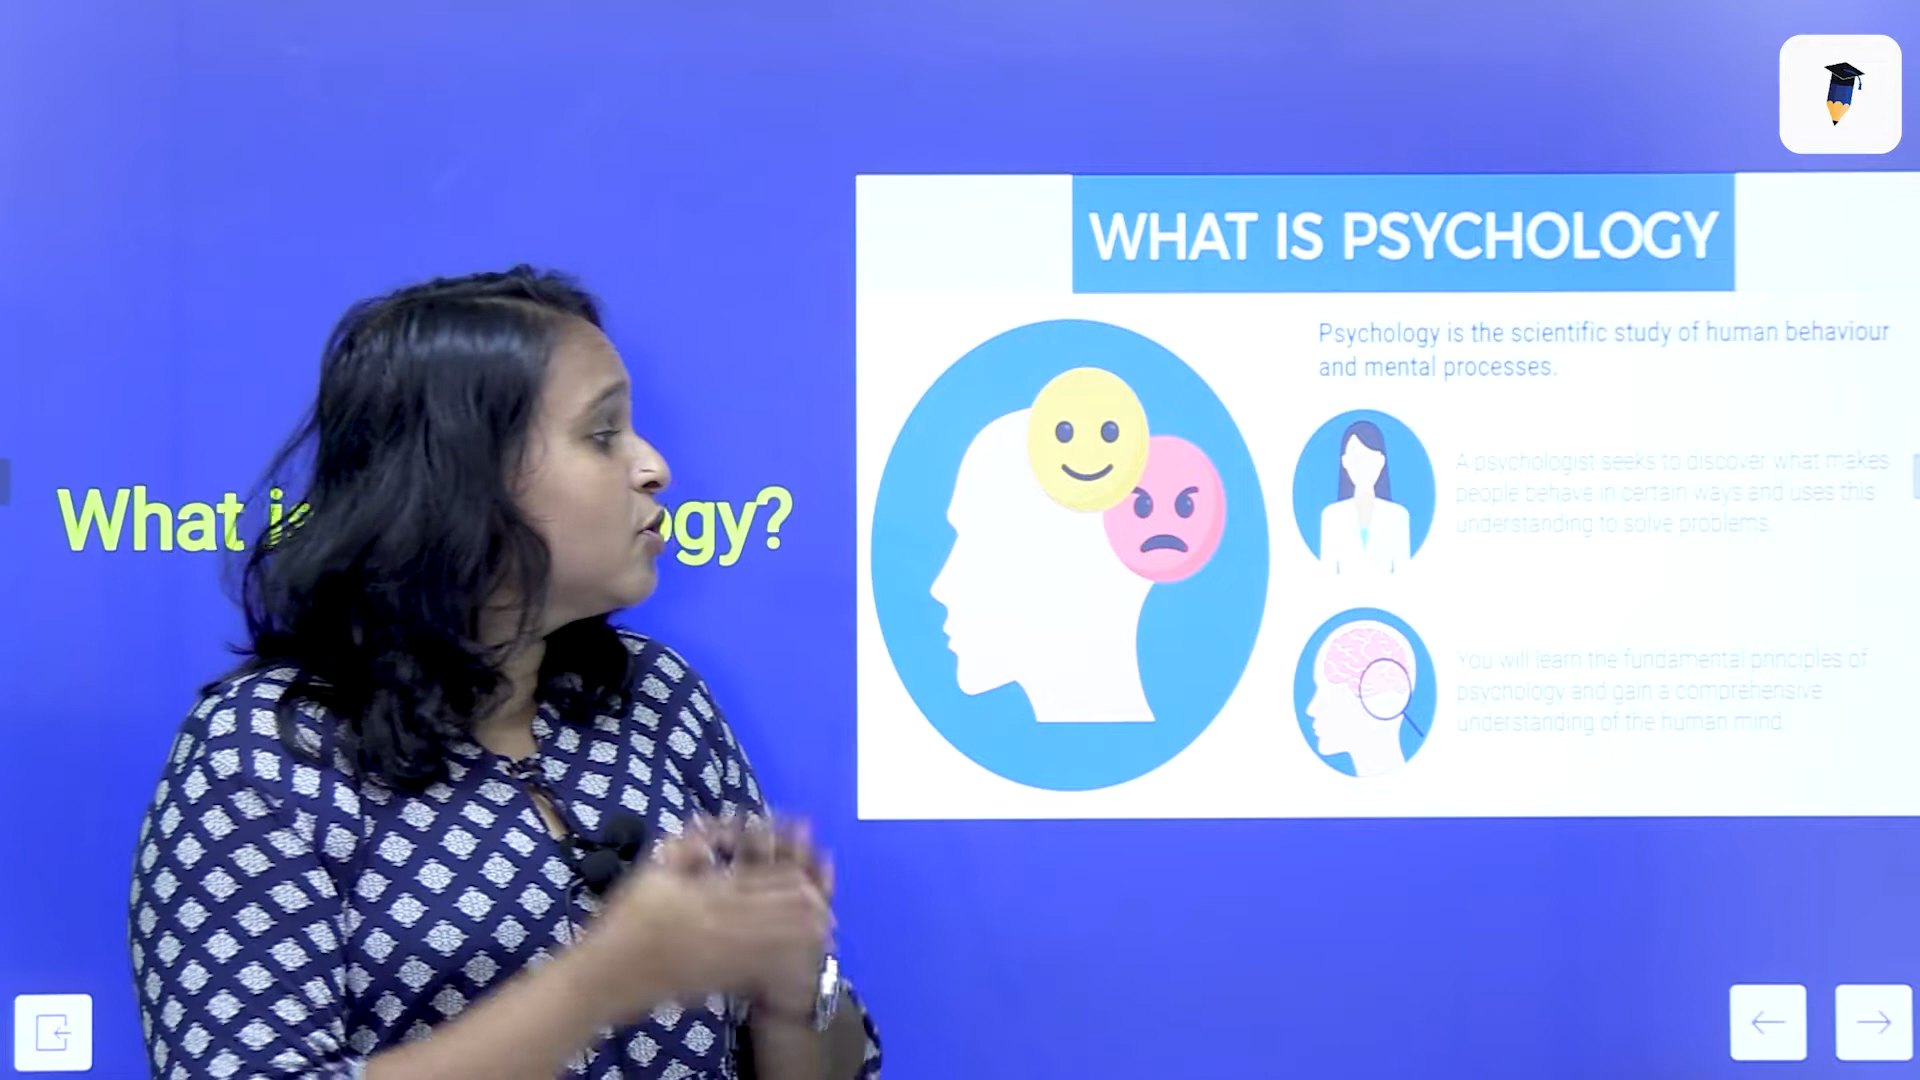 What is ogy?
WHAT IS PSYCHOLOGY
Psychology is the scientific study of human behaviour
and mental processes.
A psychologist seeks to discover what makes
people behave in certain ways and uses this
understanding to solve problems.
You will learn the fundamental principles of
psychology and gain a comprehensive
understanding of the human mind.